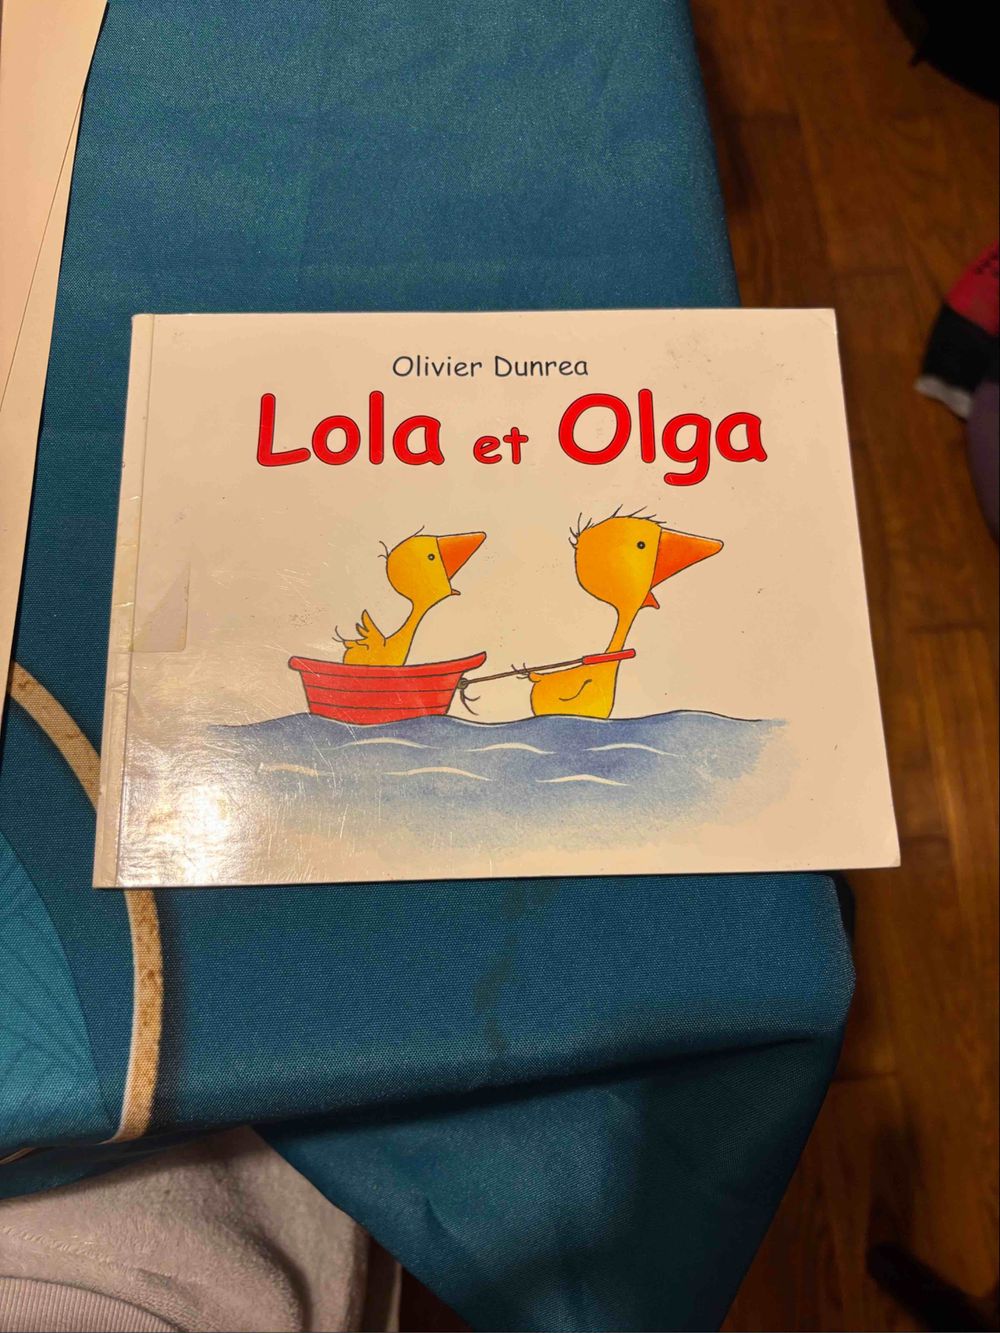 Olivier Dunrea
Lola et Olga